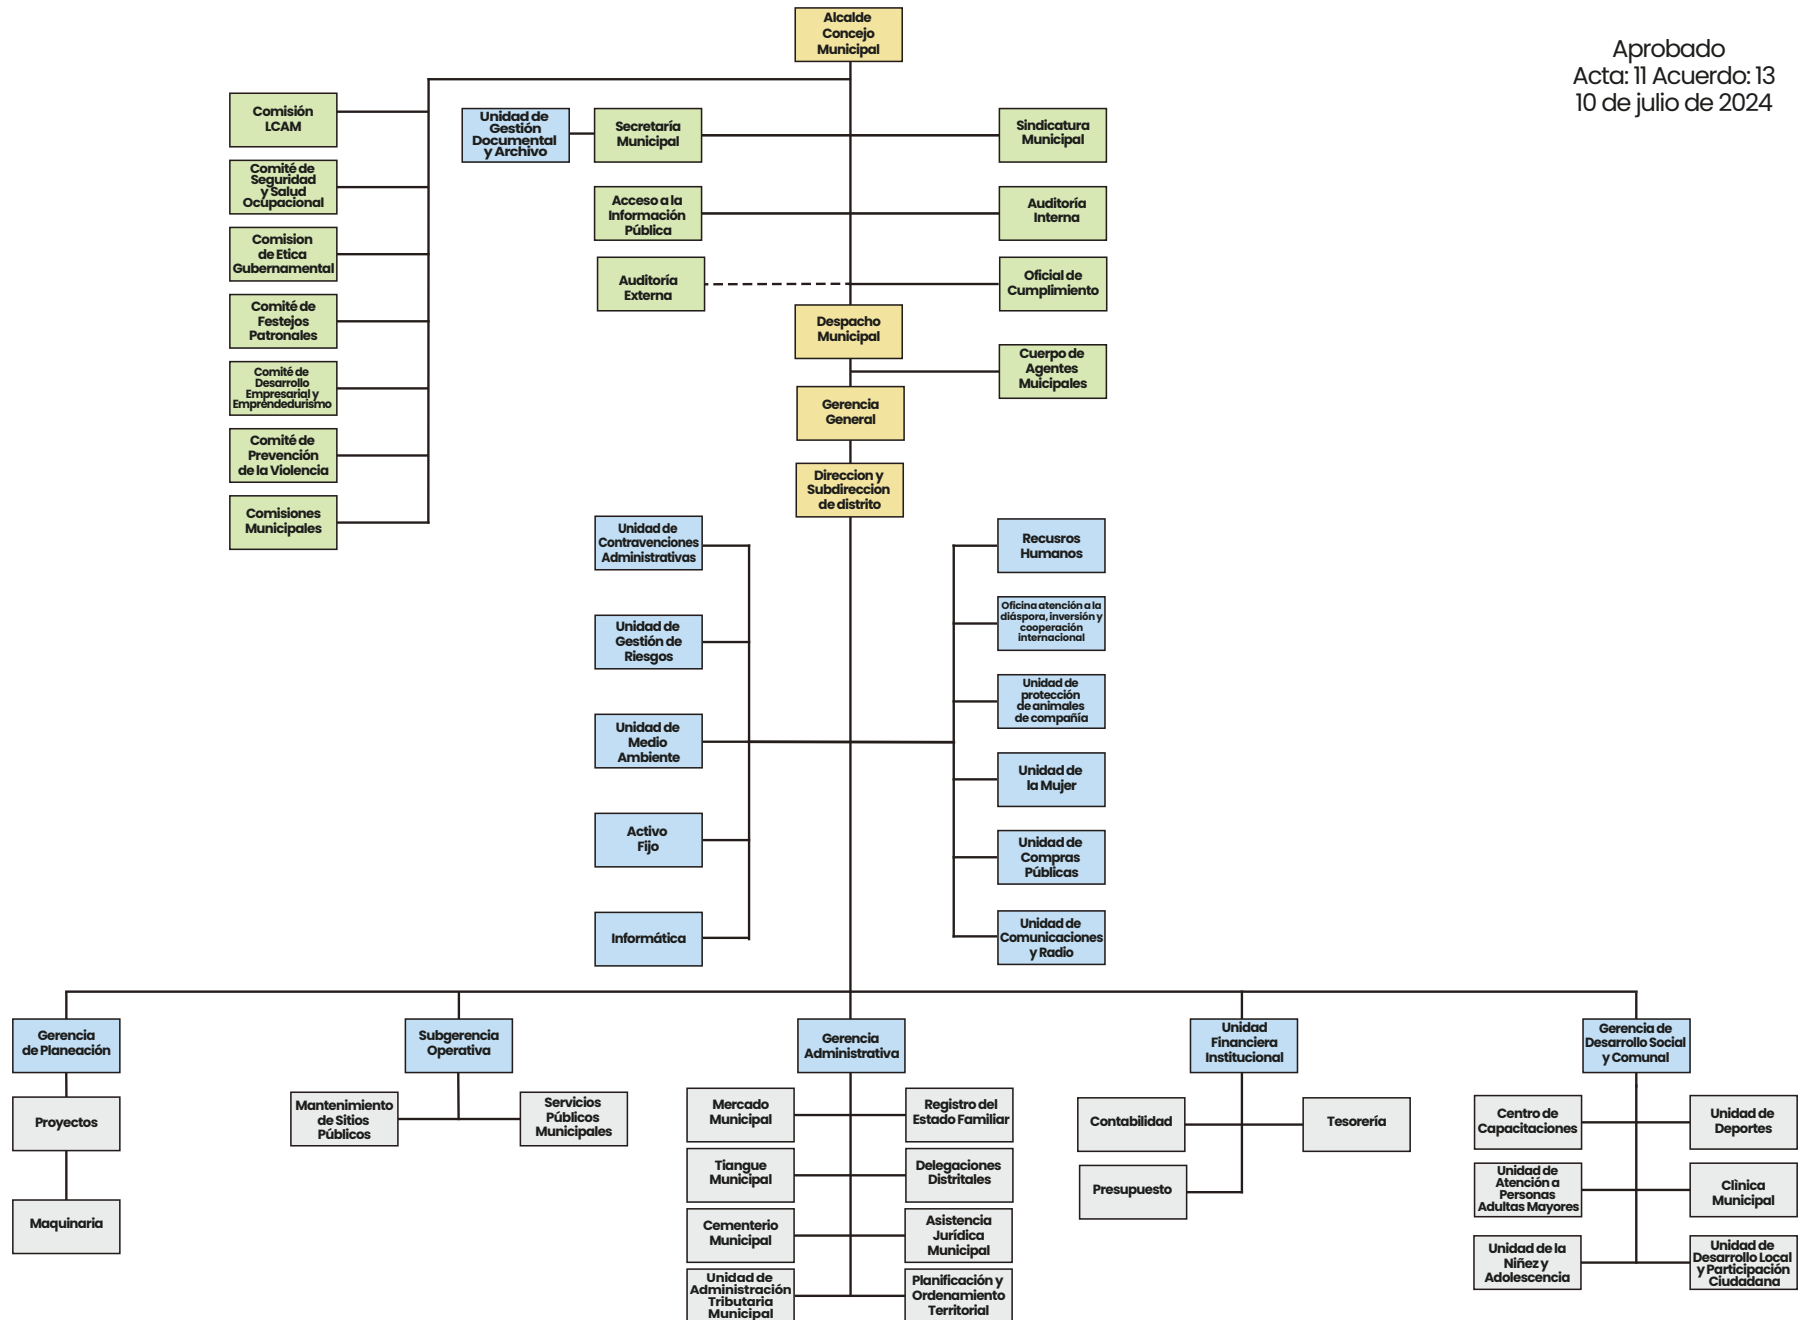 Alcalde
Concejo
Municipal
Aprobado
Acta: 11 Acuerdo: 13
10 de julio de 2024
Comisión
LCAM
Comité de
Seguridad
y Salud
Ocupacional
Comision
de Etica
Gubernamental
Comité de
Festejos
Patronales
Comité de
Desarrollo
Empresarial y
Emprendedurismo
Comité de
Prevención
de la Violencia
Comisiones
Municipales
Unidad de
Gestión
Documental
y Archivo
Secretaría
Municipal
Sindicatura
Municipal
Acceso a la
Información
Pública
Auditoría
Interna
Auditoría
Externa
Oficial de
Cumplimiento
Despacho
Municipal
Cuerpo de
Agentes
Muicipales
Gerencia
General
Direccion y
Subdireccion
de distrito
Unidad de
Contravenciones
Administrativas
Unidad de
Gestión de
Riesgos
Unidad de
Medio
Ambiente
Activo
Fijo
Informática
Recusros
Humanos
Oficina atención a la
diáspora, inversión y
cooperación
internacional
Unidad de
protección
de animales
de compañía
Unidad de
la Mujer
Unidad de
Compras
Públicas
Unidad de
Comunicaciones
y Radio
Gerencia
de Planeación
Proyectos
Maquinaria
Subgerencia
Operativa
Mantenimiento
de Sitios
Públicos
Servicios
Públicos
Municipales
Gerencia
Administrativa
Mercado
Municipal
Registro del
Estado Familiar
Tiangue
Municipal
Delegaciones
Distritales
Cementerio
Municipal
Asistencia
Jurídica
Municipal
Unidad de
Administración
Tributaria
Municipal
Planificación y
Ordenamiento
Territorial
Unidad
Financiera
Institucional
Contabilidad
Tesorería
Presupuesto
Gerencia de
Desarrollo Social
y Comunal
Centro de
Capacitaciones
Unidad de
Deportes
Unidad de
Atención a
Personas
Adultas Mayores
Clìnica
Municipal
Unidad de la
Niñez y
Adolescencia
Unidad de
Desarrollo Local
y Participación
Ciudadana